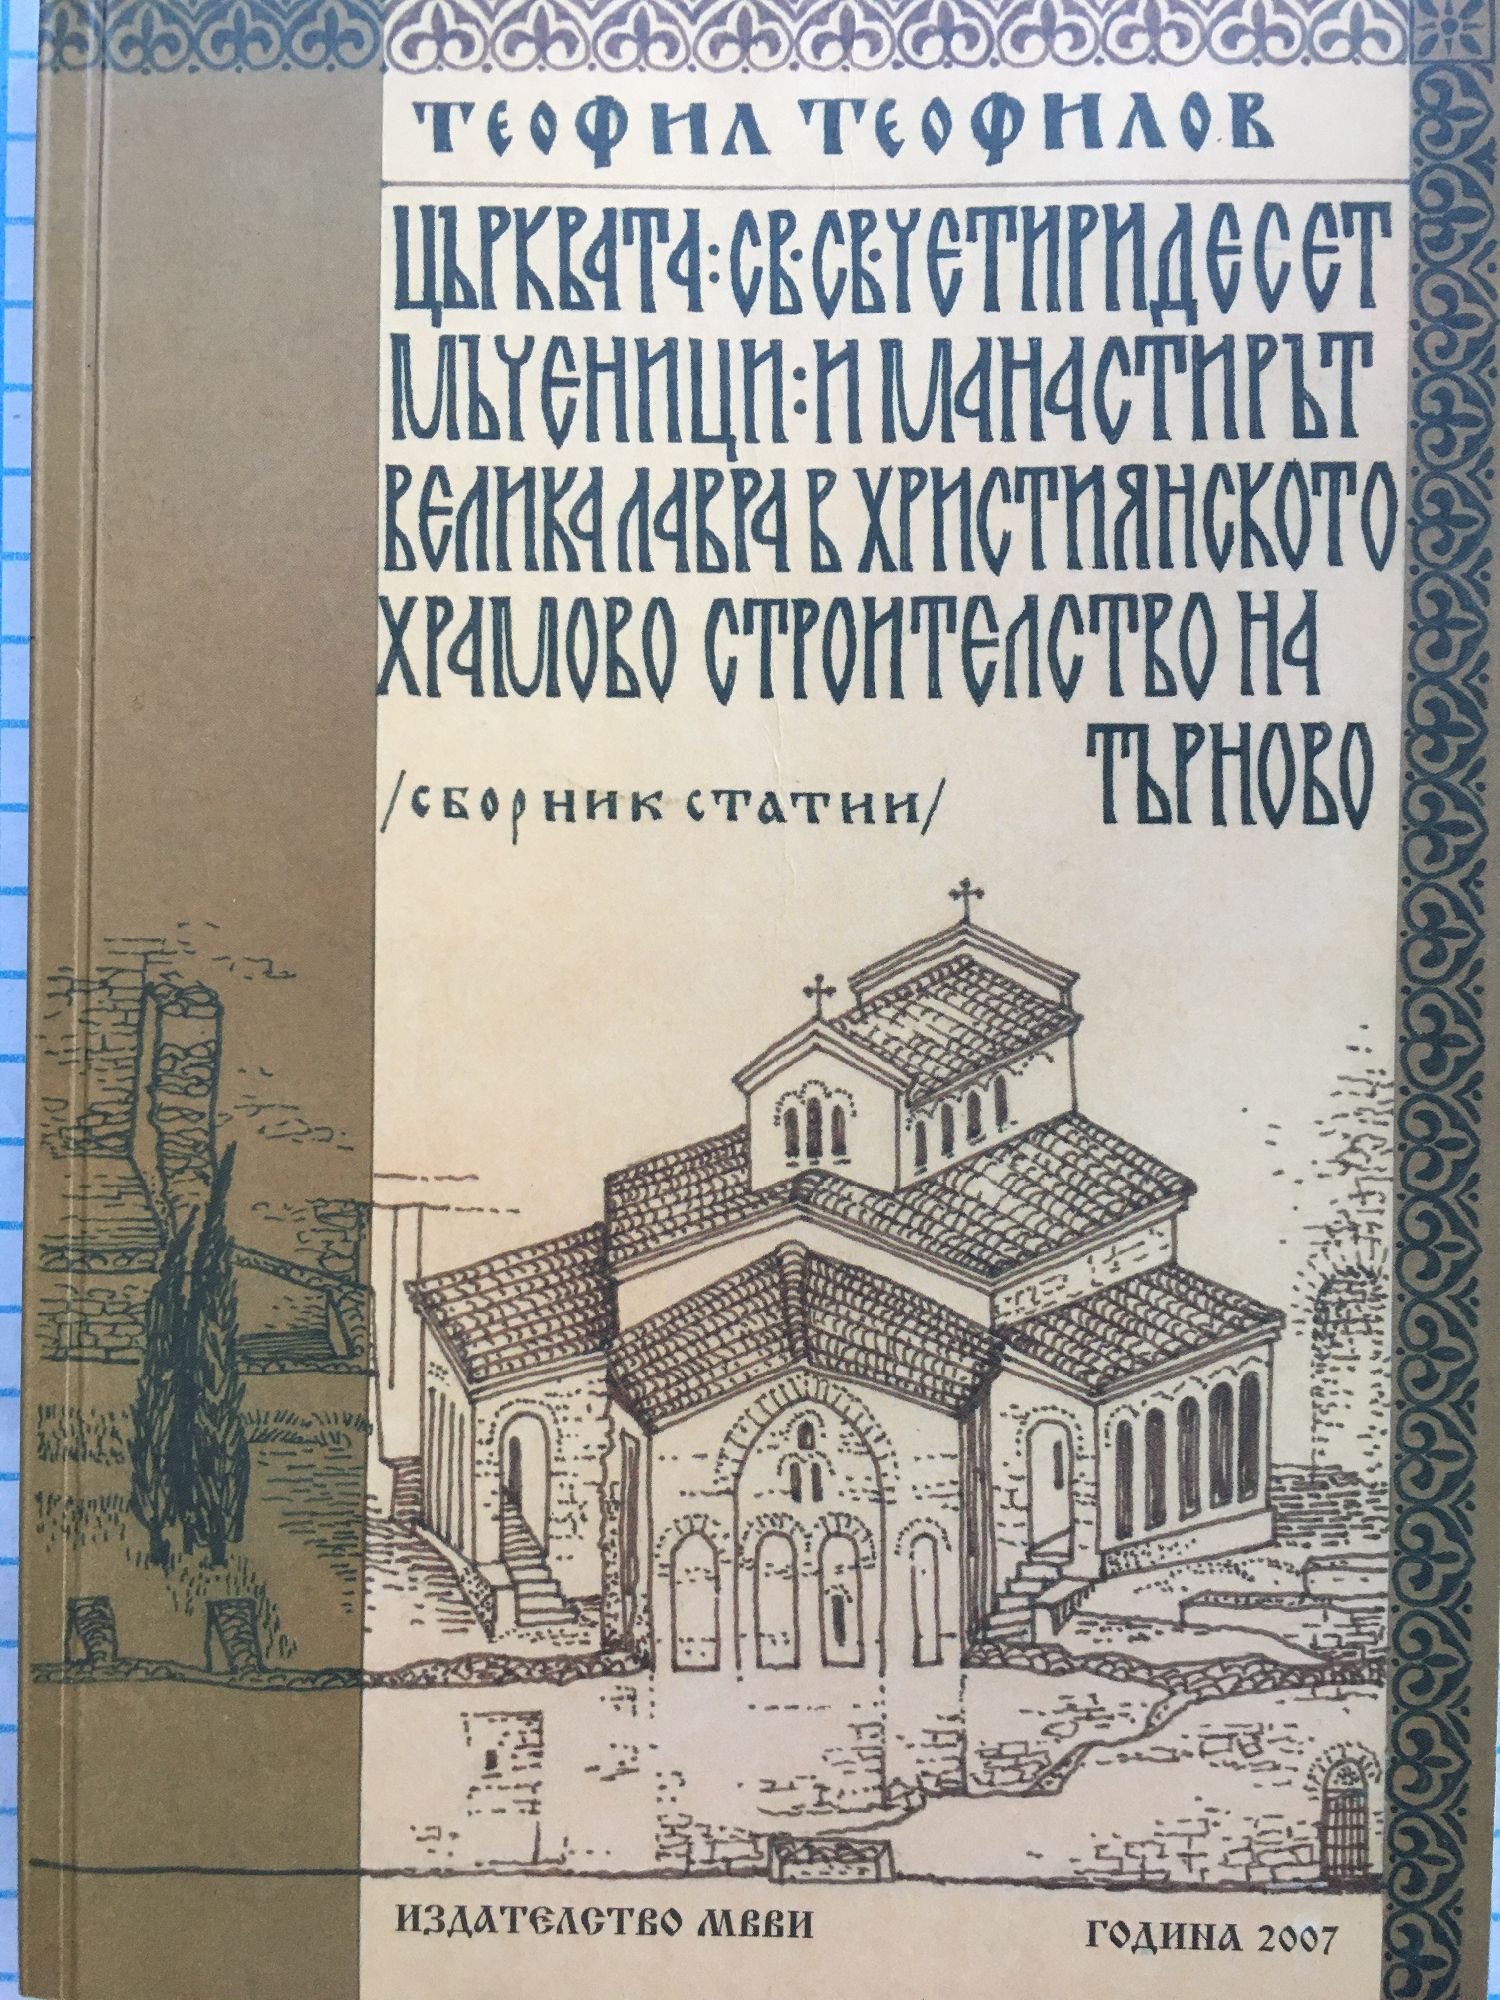 ТЕОФИЛ ТЕОФИЛОВ
ЦЪРКВАТА:СВ·СВ·ЧЕТИРИДЕСЕТ
МЪЧЕНИЦИ:И МАНАСТИРЪТ
ВЕЛИКА ЛАВРА В ХРИСТИЯНСКОТО
ХРАМОВО СТРОИТЕЛСТВО НА
ТЪРНОВО
/СБОРНИК СТАТИИ/
ИЗДАТЕЛСТВО МВВИ
ГОДИНА 2007